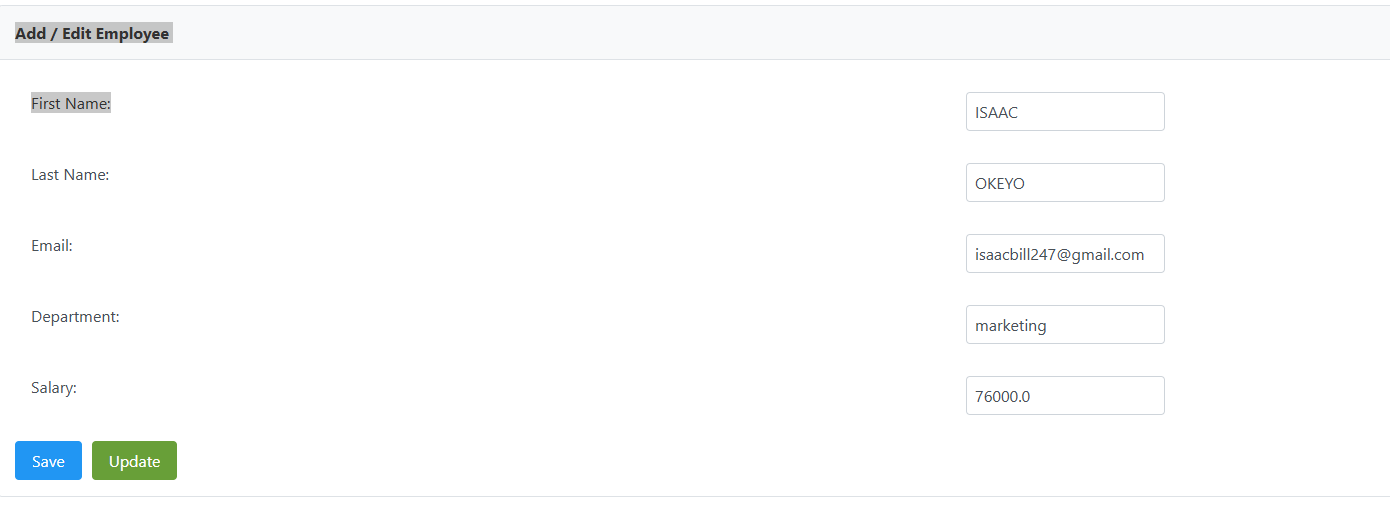 Add / Edit Employee
First Name: ISAAC
Last Name: OKEYO
Email: isaacbill247@gmail.com
Department: marketing
Salary: 76000.0
Save Update